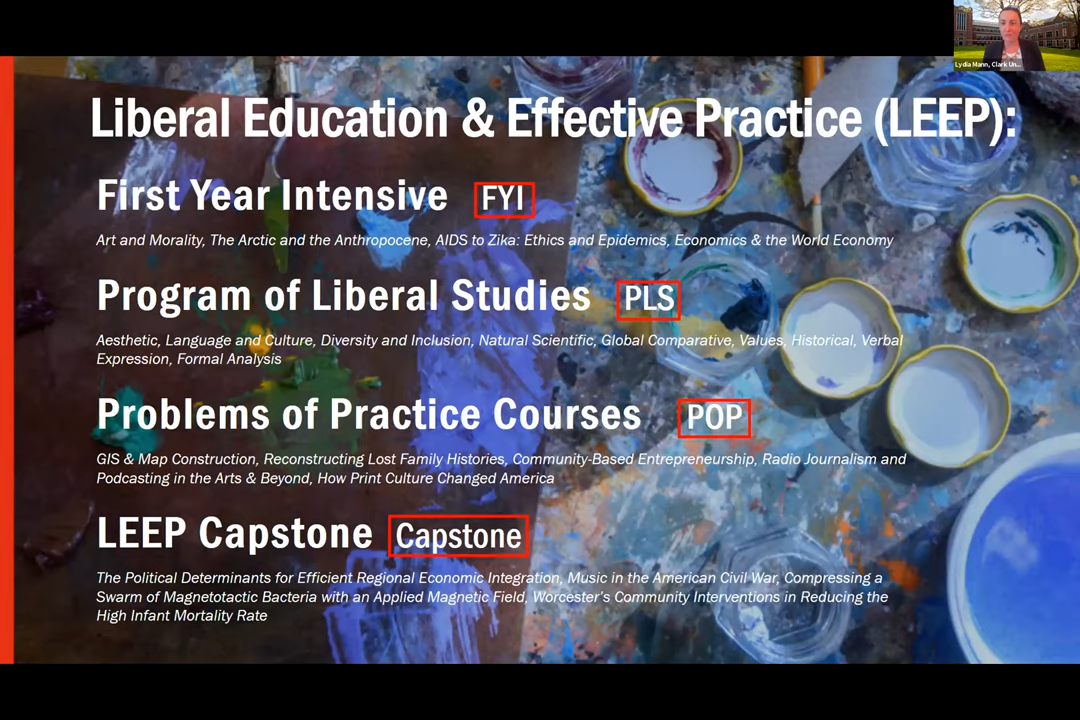 Lydia Mann, Clark Un...
Liberal Education & Effective Practice (LEEP):
First Year Intensive FYI
Art and Morality, The Arctic and the Anthropocene, AIDS to Zika: Ethics and Epidemics, Economics & the World Economy
Program of Liberal Studies PLS
Aesthetic, Language and Culture, Diversity and Inclusion, Natural Scientific, Global Comparative, Values, Historical, Verbal
Expression, Formal Analysis
Problems of Practice Courses POP
GIS & Map Construction, Reconstructing Lost Family Histories, Community-Based Entrepreneurship, Radio Journalism and
Podcasting in the Arts & Beyond, How Print Culture Changed America
LEEP Capstone Capstone
The Political Determinants for Efficient Regional Economic Integration, Music in the American Civil War, Compressing a
Swarm of Magnetotactic Bacteria with an Applied Magnetic Field, Worcester's Community Interventions in Reducing the
High Infant Mortality Rate